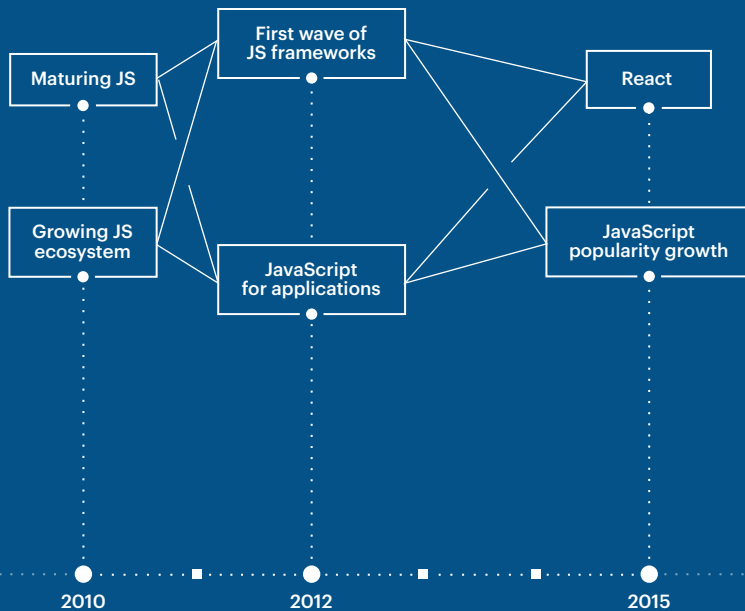 First wave of
JS frameworks
Maturing JS
React
Growing JS
ecosystem
JavaScript
for applications
JavaScript
popularity growth
2010
2012
2015